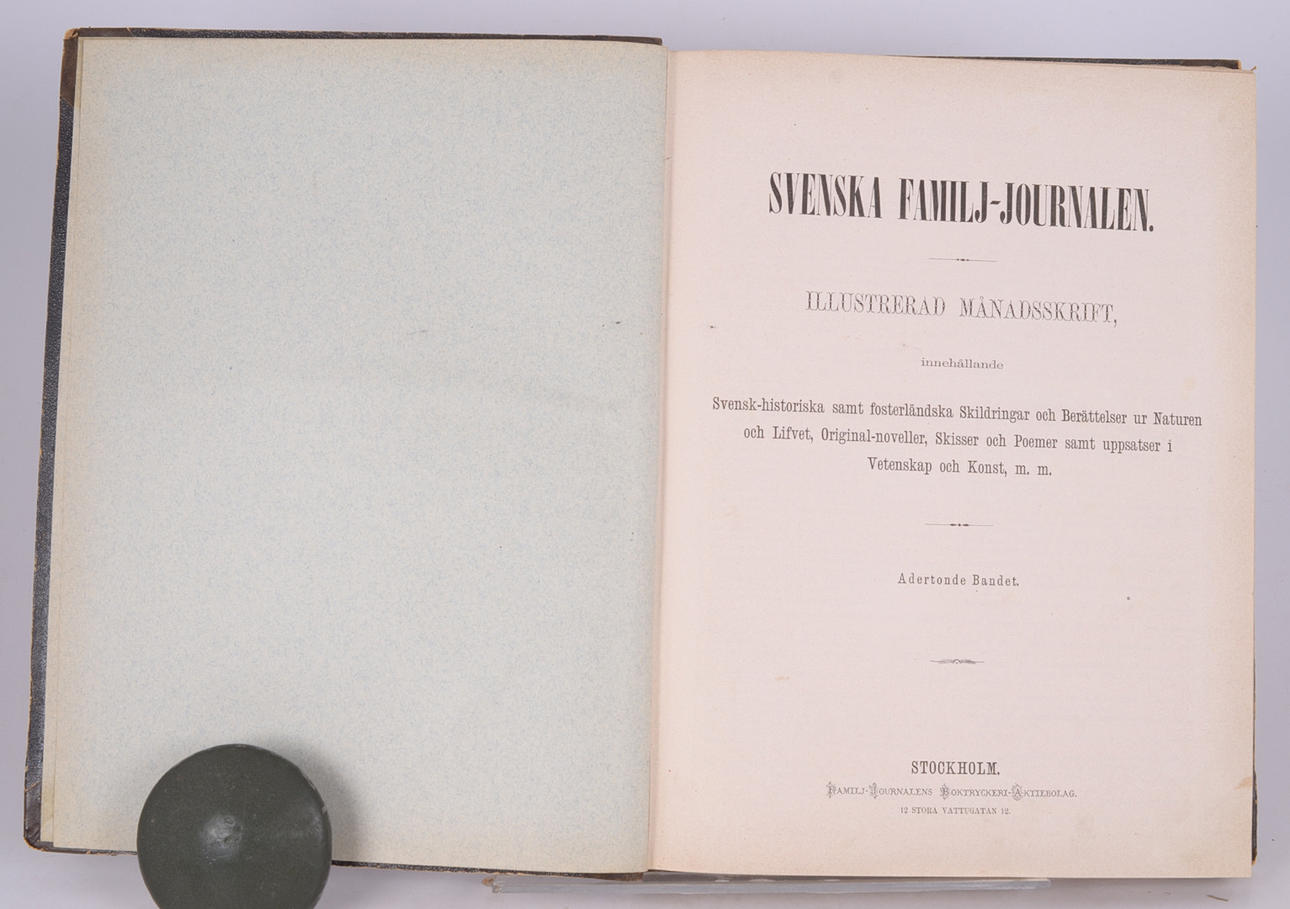 SVENSKA FAMILJ-JOURNALEN.
ILLUSTRERAD MÅNADSSKRIFT,
innehållande
Svensk-historiska samt fosterländska Skildringar och Berättelser ur Naturen
och Lifvet, Original-noveller, Skisser och Poemer samt uppsatser i
Vetenskap och Konst, m. m.
Adertonde Bandet.
STOCKHOLM.
FAMILJ-JOURNALENS BOKTRYCKERI-AKTIEBOLAG.
12 STORA VATTUGATAN 12.